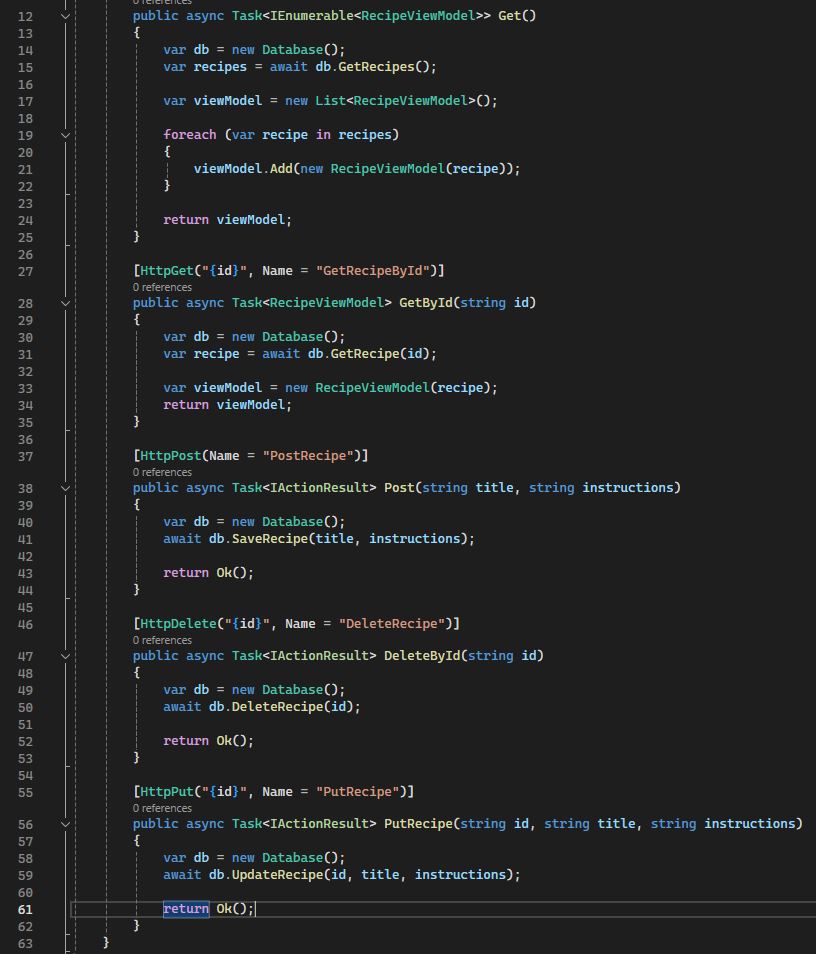 0 references
12 public async Task<IEnumerable<RecipeViewModel>> Get()
13 {
14 var db = new Database();
15 var recipes = await db.GetRecipes();
16
17 var viewModel = new List<RecipeViewModel>();
18
19 foreach (var recipe in recipes)
20 {
21 viewModel.Add(new RecipeViewModel(recipe));
22 }
23
24 return viewModel;
25 }
26
27 [HttpGet("{id}", Name = "GetRecipeById")]
0 references
28 public async Task<RecipeViewModel> GetById(string id)
29 {
30 var db = new Database();
31 var recipe = await db.GetRecipe(id);
32
33 var viewModel = new RecipeViewModel(recipe);
34 return viewModel;
35 }
36
37 [HttpPost(Name = "PostRecipe")]
0 references
38 public async Task<IActionResult> Post(string title, string instructions)
39 {
40 var db = new Database();
41 await db.SaveRecipe(title, instructions);
42
43 return Ok();
44 }
45
46 [HttpDelete("{id}", Name = "DeleteRecipe")]
0 references
47 public async Task<IActionResult> DeleteById(string id)
48 {
49 var db = new Database();
50 await db.DeleteRecipe(id);
51
52 return Ok();
53 }
54
55 [HttpPut("{id}", Name = "PutRecipe")]
0 references
56 public async Task<IActionResult> PutRecipe(string id, string title, string instructions)
57 {
58 var db = new Database();
59 await db.UpdateRecipe(id, title, instructions);
60
61 return Ok();
62 }
63 }